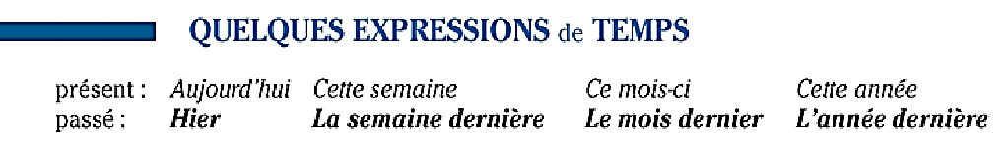 QUELQUES EXPRESSIONS de TEMPS
présent : Aujourd'hui Cette semaine Ce mois-ci Cette année
passé : Hier La semaine dernière Le mois dernier L'année dernière